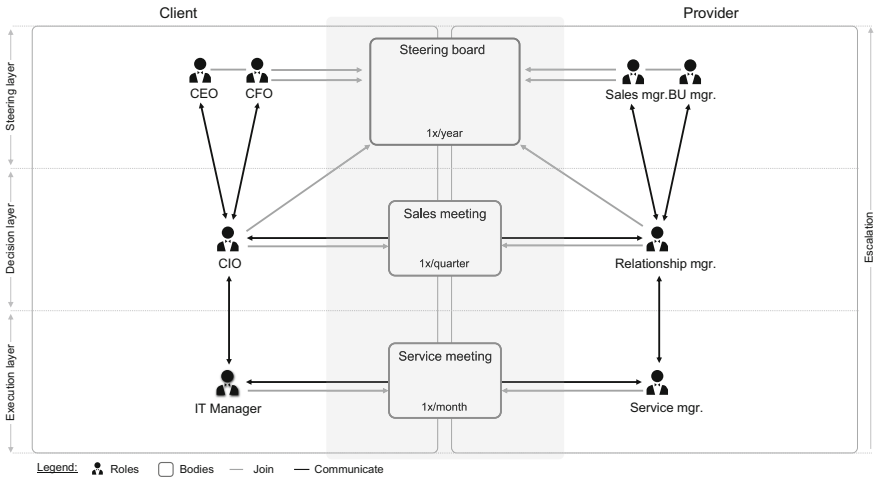 Client
Provider
Steering layer
Decision layer
Execution layer
Escalation
Steering board
1x/year
CEO
CFO
Sales mgr.
BU mgr.
Sales meeting
1x/quarter
CIO
Relationship mgr.
Service meeting
1x/month
IT Manager
Service mgr.
Legend: Roles Bodies Join Communicate